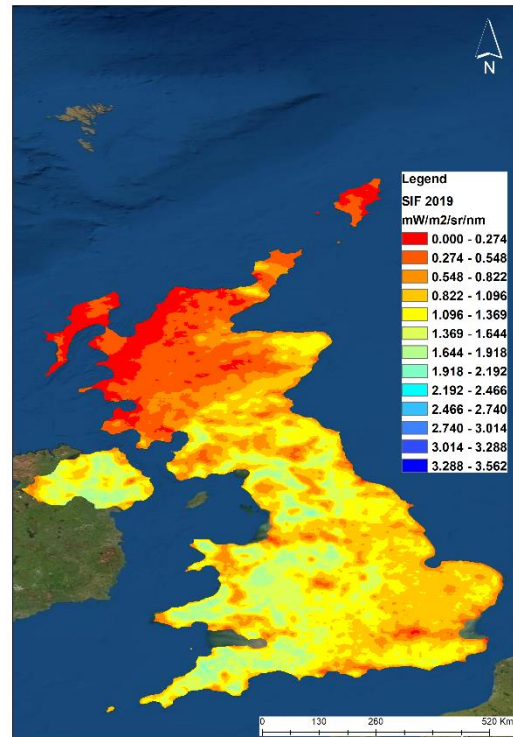 N
Legend
SIF 2019
mW/m2/sr/nm
0.000 - 0.274
0.274 - 0.548
0.548 - 0.822
0.822 - 1.096
1.096 - 1.369
1.369 - 1.644
1.644 - 1.918
1.918 - 2.192
2.192 - 2.466
2.466 - 2.740
2.740 - 3.014
3.014 - 3.288
3.288 - 3.562
0 130 260 520 Km